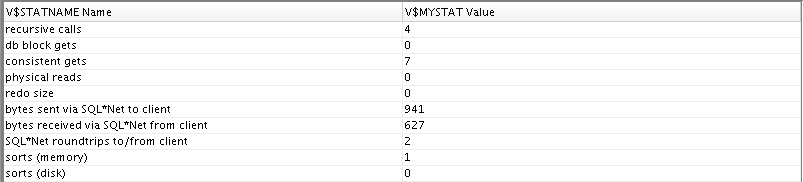 V$STATNAME Name V$MYSTAT Value
recursive calls 4
db block gets 0
consistent gets 7
physical reads 0
redo size 0
bytes sent via SQL*Net to client 941
bytes received via SQL*Net from client 627
SQL*Net roundtrips to/from client 2
sorts (memory) 1
sorts (disk) 0